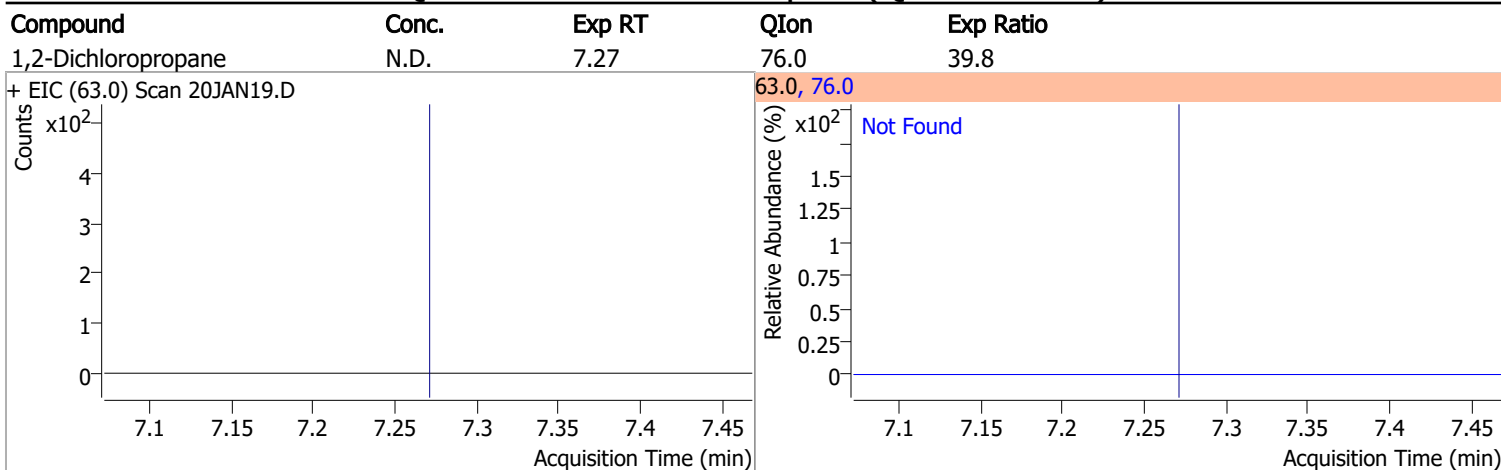 Compound Conc. Exp RT QIon Exp Ratio
1,2-Dichloropropane N.D. 7.27 76.0 39.8
+ EIC (63.0) Scan 20JAN19.D
Counts
x10²
4
3
2
1
0
7.1 7.15 7.2 7.25 7.3 7.35 7.4 7.45
Acquisition Time (min)
63.0, 76.0
Relative Abundance (%)
x10²
Not Found
1.5
1.25
1
0.75
0.5
0.25
0
7.1 7.15 7.2 7.25 7.3 7.35 7.4 7.45
Acquisition Time (min)